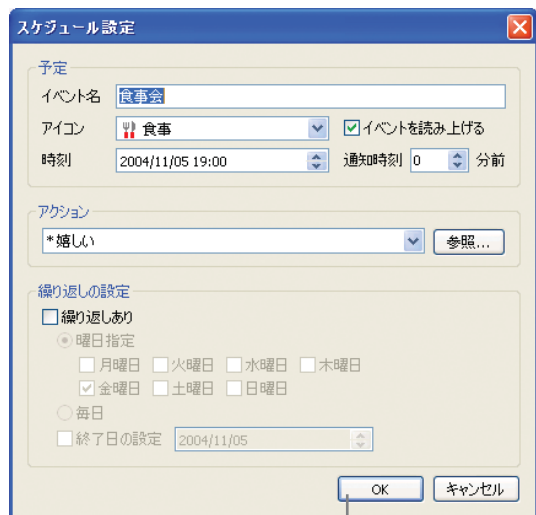 スケジュール設定
予定
イベント名 食事会
アイコン 食事 イベントを読み上げる
時刻 2004/11/05 19:00 通知時刻 0 分前
アクション
*嬉しい 参照...
繰り返しの設定
繰り返しあり
曜日指定
月曜日 火曜日 水曜日 木曜日
金曜日 土曜日 日曜日
毎日
終了日の設定 2004/11/05
OK キャンセル